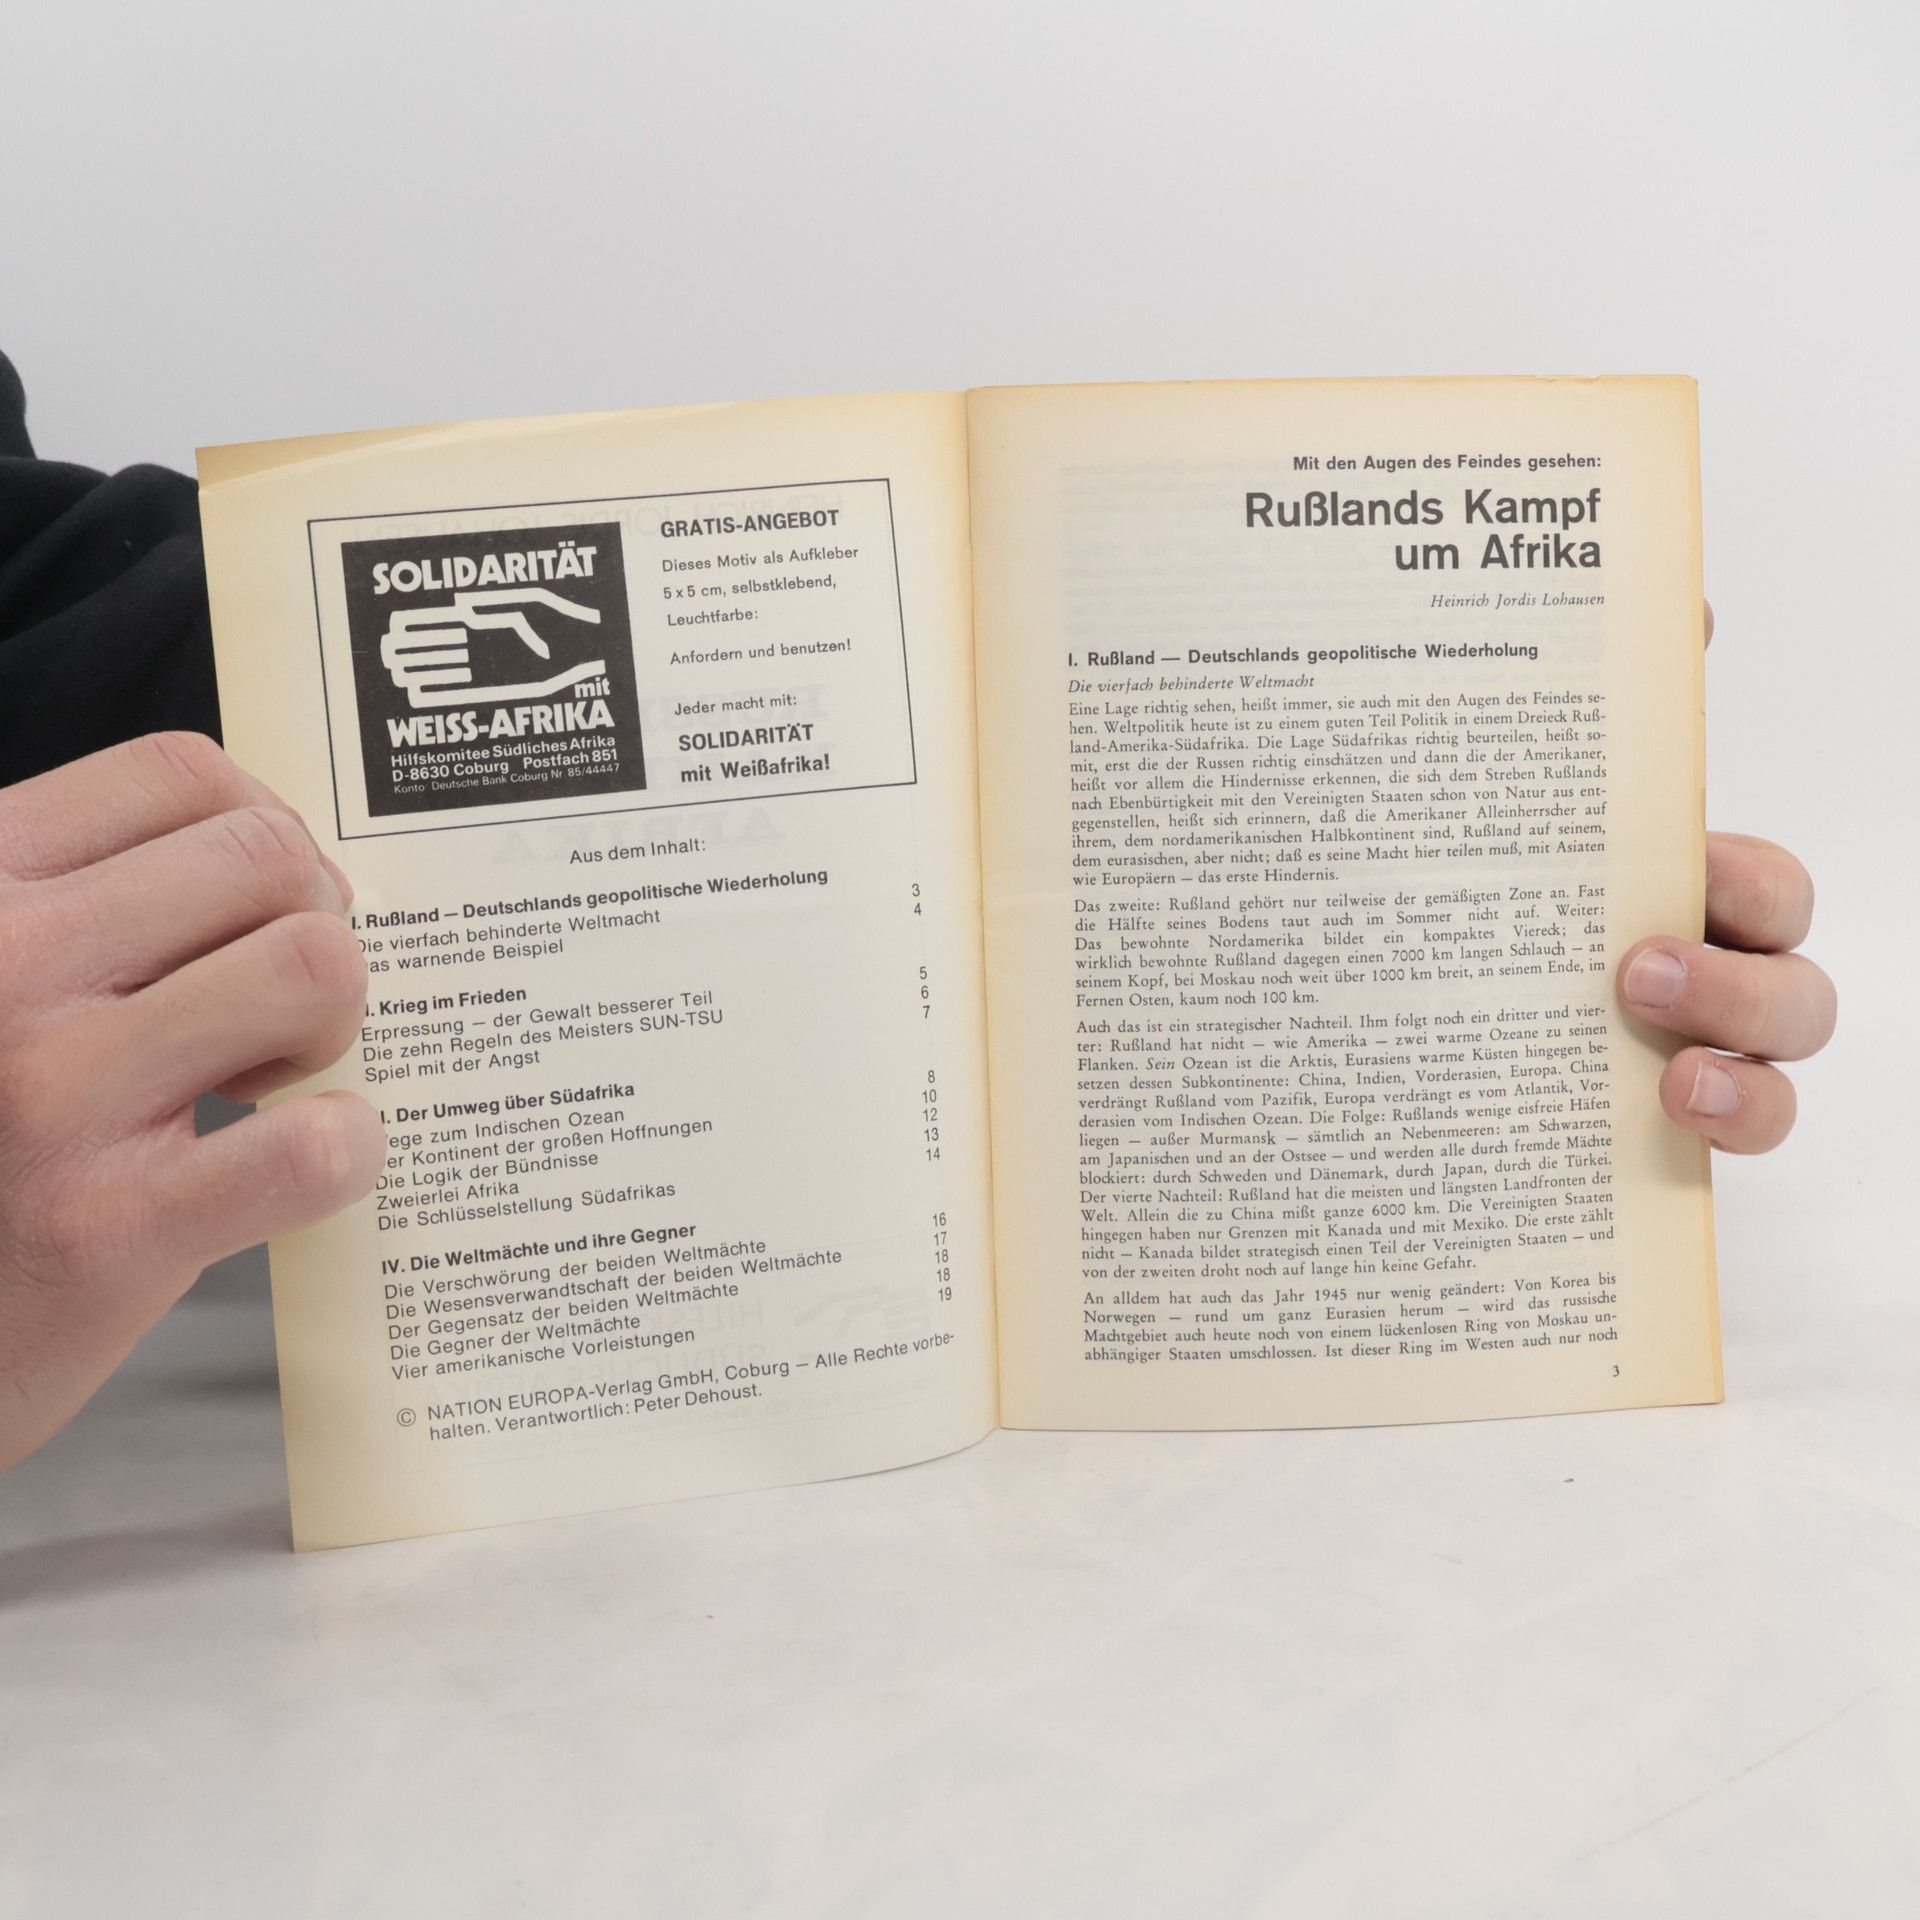 SOLIDARITÄT
mit
WEISS-AFRIKA
Hilfskomitee Südliches Afrika
D-8630 Coburg Postfach 851
Konto: Deutsche Bank Coburg Nr 85/44447
GRATIS-ANGEBOT
Dieses Motiv als Aufkleber
5 x 5 cm, selbstklebend,
Leuchtfarbe:
Anfordern und benutzen!
Jeder macht mit:
SOLIDARITÄT
mit Weißafrika!
Aus dem Inhalt:
I. Rußland — Deutschlands geopolitische Wiederholung
Die vierfach behinderte Weltmacht 3
as warnende Beispiel 4
I. Krieg im Frieden
Erpressung — der Gewalt besserer Teil 5
Die zehn Regeln des Meisters SUN-TSU 6
Spiel mit der Angst 7
I. Der Umweg über Südafrika
ege zum Indischen Ozean 8
er Kontinent der großen Hoffnungen 10
Die Logik der Bündnisse 12
Zweierlei Afrika 13
Die Schlüsselstellung Südafrikas 14
IV. Die Weltmächte und ihre Gegner
Die Verschwörung der beiden Weltmächte 16
Die Wesensverwandtschaft der beiden Weltmächte 17
Der Gegensatz der beiden Weltmächte 18
Die Gegner der Weltmächte 18
Vier amerikanische Vorleistungen 19
© NATION EUROPA-Verlag GmbH, Coburg — Alle Rechte vorbe-
halten. Verantwortlich: Peter Dehoust.
Mit den Augen des Feindes gesehen:
Rußlands Kampf
um Afrika
Heinrich Jordis Lohausen
I. Rußland — Deutschlands geopolitische Wiederholung
Die vierfach behinderte Weltmacht
Eine Lage richtig sehen, heißt immer, sie auch mit den Augen des Feindes se-
hen. Weltpolitik heute ist zu einem guten Teil Politik in einem Dreieck Ruß-
land-Amerika-Südafrika. Die Lage Südafrikas richtig beurteilen, heißt so-
mit, erst die der Russen richtig einschätzen und dann die der Amerikaner,
heißt vor allem die Hindernisse erkennen, die sich dem Streben Rußlands
nach Ebenbürtigkeit mit den Vereinigten Staaten schon von Natur aus ent-
gegenstellen, heißt sich erinnern, daß die Amerikaner Alleinherrscher auf
ihrem, dem nordamerikanischen Halbkontinent sind, Rußland auf seinem,
dem eurasischen, aber nicht; daß es seine Macht hier teilen muß, mit Asiaten
wie Europäern — das erste Hindernis.
Das zweite: Rußland gehört nur teilweise der gemäßigten Zone an. Fast
die Hälfte seines Bodens taut auch im Sommer nicht auf. Weiter:
Das bewohnte Nordamerika bildet ein kompaktes Viereck; das
wirklich bewohnte Rußland dagegen einen 7000 km langen Schlauch — an
seinem Kopf, bei Moskau noch weit über 1000 km breit, an seinem Ende, im
Fernen Osten, kaum noch 100 km.
Auch das ist ein strategischer Nachteil. Ihm folgt noch ein dritter und vier-
ter: Rußland hat nicht — wie Amerika — zwei warme Ozeane zu seinen
Flanken. Sein Ozean ist die Arktis, Eurasiens warme Küsten hingegen be-
setzen dessen Subkontinente: China, Indien, Vorderasien, Europa. China
verdrängt Rußland vom Pazifik, Europa verdrängt es vom Atlantik, Vor-
derasien vom Indischen Ozean. Die Folge: Rußlands wenige eisfreie Häfen
liegen — außer Murmansk — sämtlich an Nebenmeeren: am Schwarzen,
am Japanischen und an der Ostsee — und werden alle durch fremde Mächte
blockiert: durch Schweden und Dänemark, durch Japan, durch die Türkei.
Der vierte Nachteil: Rußland hat die meisten und längsten Landfronten der
Welt. Allein die zu China mißt ganze 6000 km. Die Vereinigten Staaten
hingegen haben nur Grenzen mit Kanada und mit Mexiko. Die erste zählt
nicht — Kanada bildet strategisch einen Teil der Vereinigten Staaten — und
von der zweiten droht noch auf lange hin keine Gefahr.
An alldem hat auch das Jahr 1945 nur wenig geändert: Von Korea bis
Norwegen — rund um ganz Eurasien herum — wird das russische
Machtgebiet auch heute noch von einem lückenlosen Ring von Moskau un-
abhängiger Staaten umschlossen. Ist dieser Ring im Westen auch nur noch
3